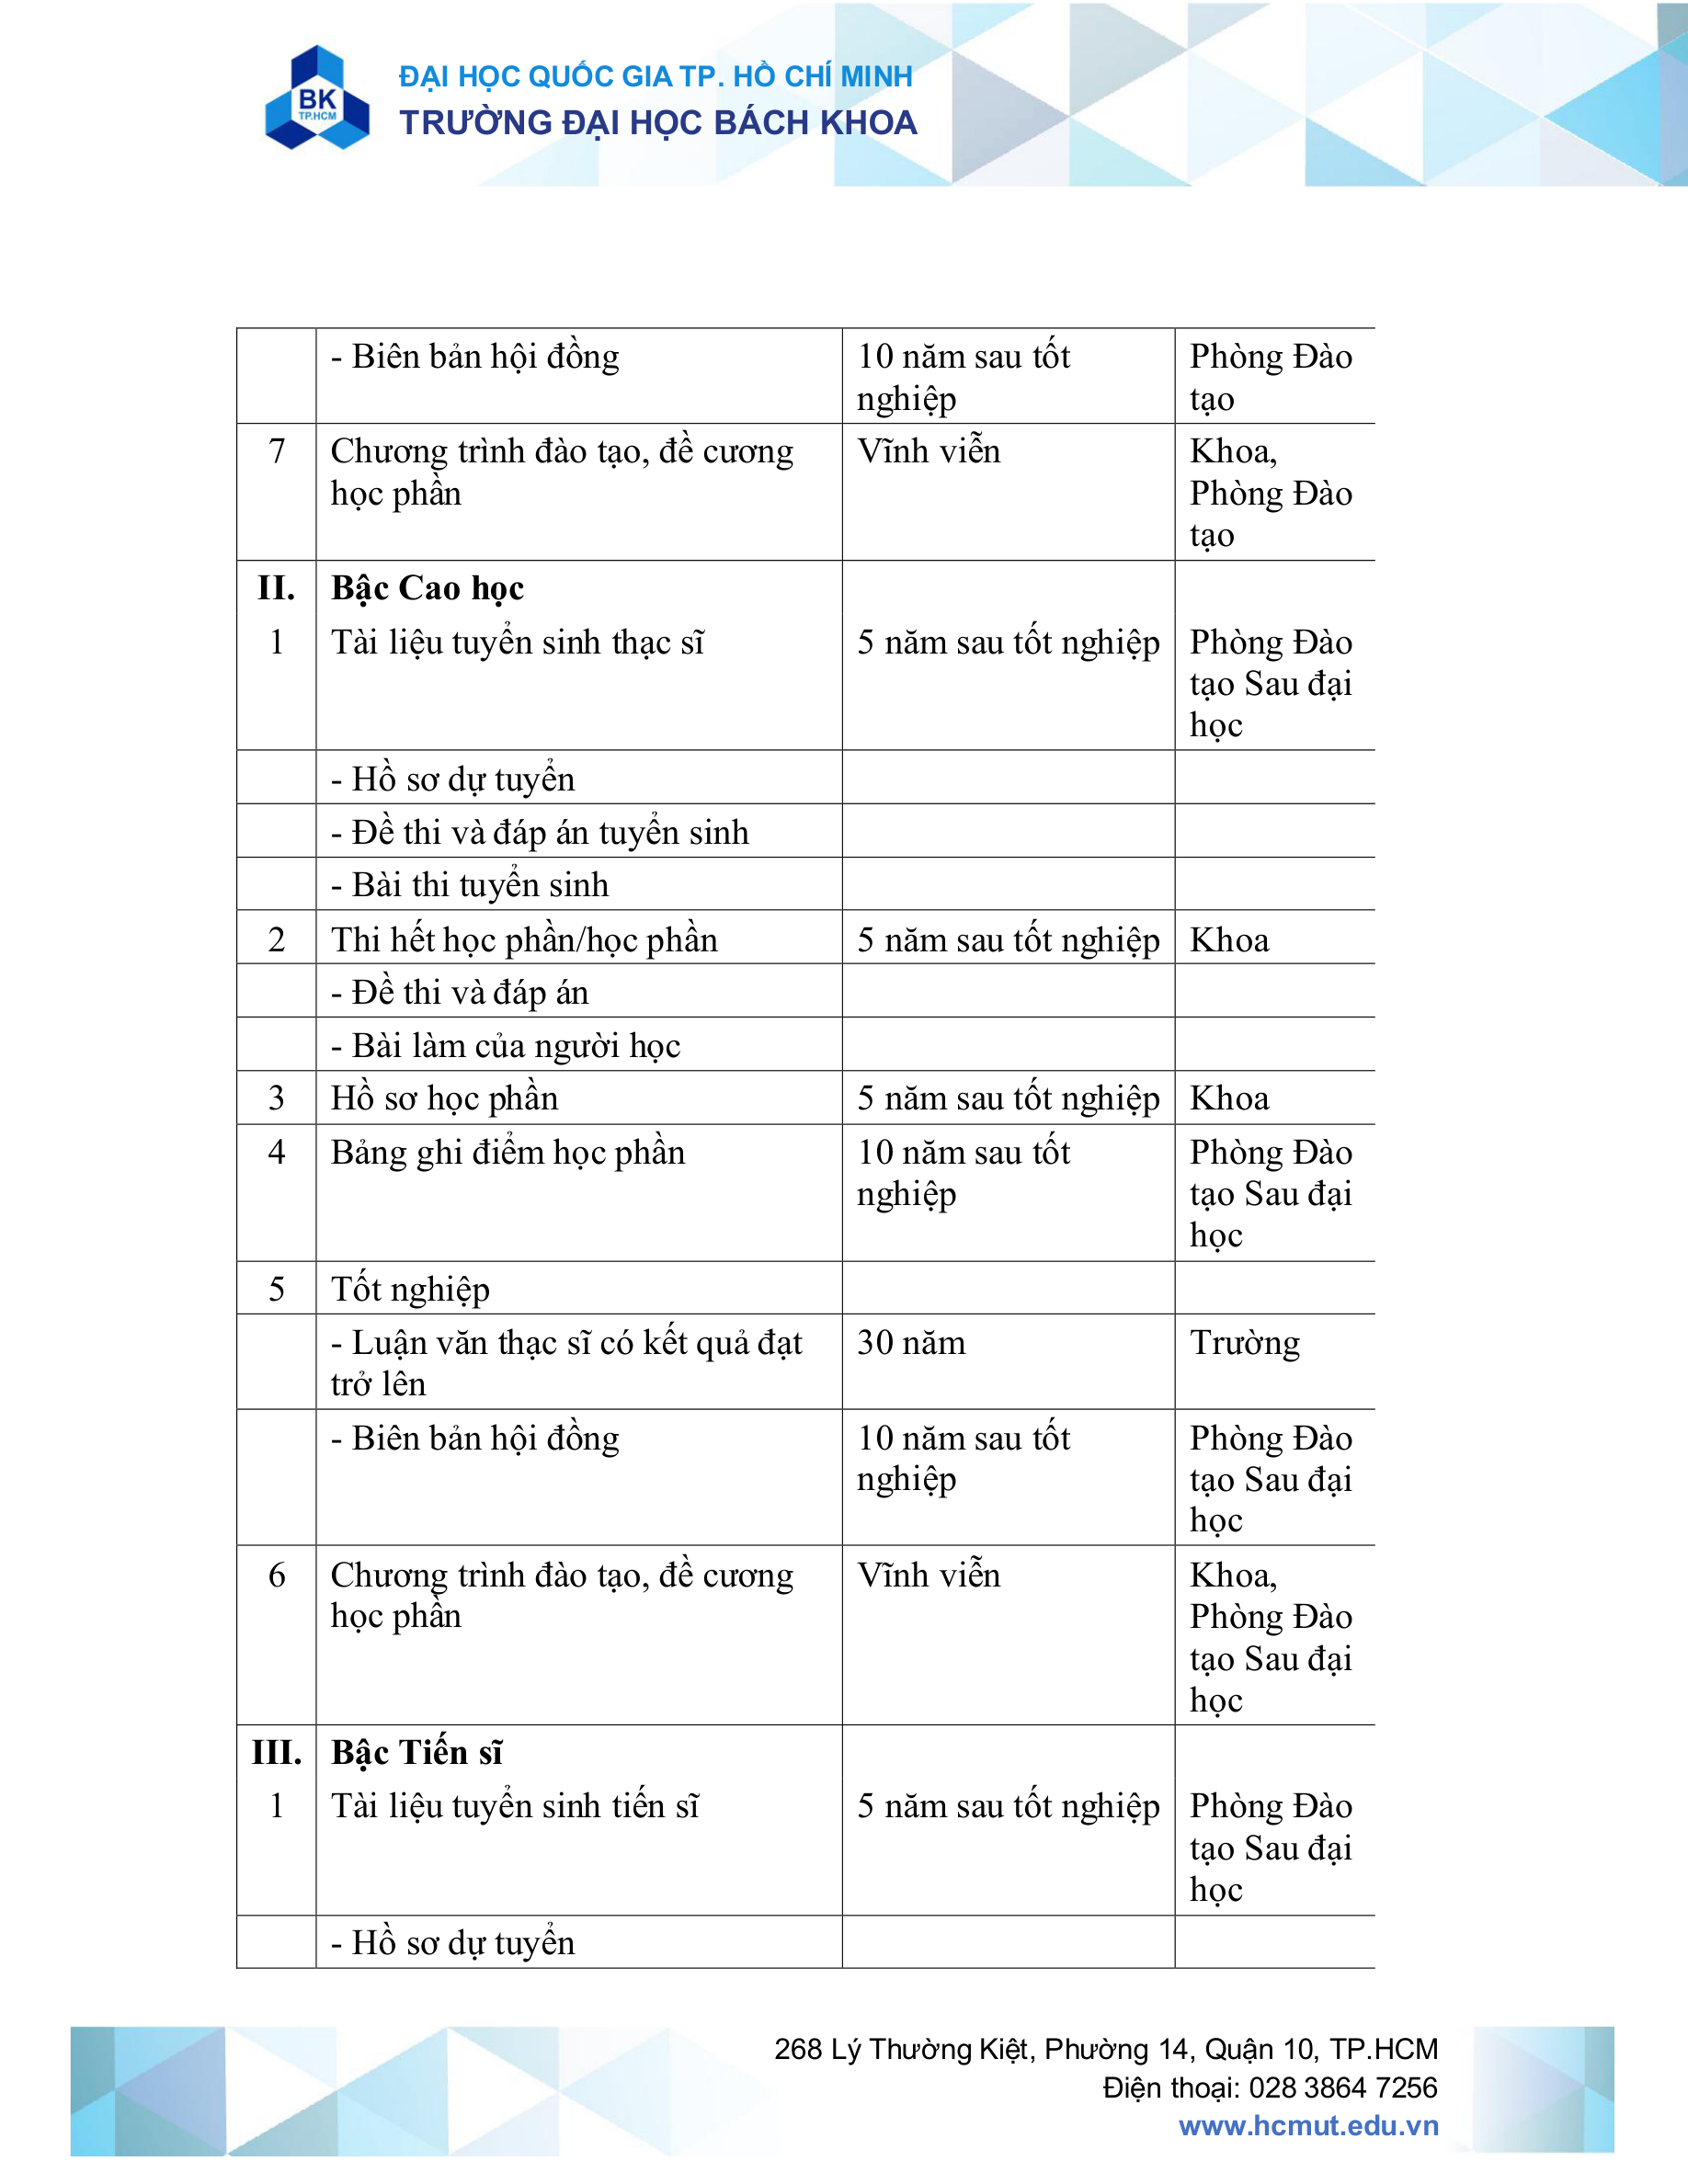 BK
TP.HCM
ĐẠI HỌC QUỐC GIA TP. HỒ CHÍ MINH
TRƯỜNG ĐẠI HỌC BÁCH KHOA
- Biên bản hội đồng
10 năm sau tốt
nghiệp
Phòng Đào
tạo
7
Chương trình đào tạo, đề cương
học phần
Vĩnh viễn
Khoa,
Phòng Đào
tạo
II.
Bậc Cao học
1
Tài liệu tuyển sinh thạc sĩ
5 năm sau tốt nghiệp
Phòng Đào
tạo Sau đại
học
- Hồ sơ dự tuyển
- Đề thi và đáp án tuyển sinh
- Bài thi tuyển sinh
2
Thi hết học phần/học phần
5 năm sau tốt nghiệp
Khoa
- Đề thi và đáp án
- Bài làm của người học
3
Hồ sơ học phần
5 năm sau tốt nghiệp
Khoa
4
Bảng ghi điểm học phần
10 năm sau tốt
nghiệp
Phòng Đào
tạo Sau đại
học
5
Tốt nghiệp
- Luận văn thạc sĩ có kết quả đạt
trở lên
30 năm
Trường
- Biên bản hội đồng
10 năm sau tốt
nghiệp
Phòng Đào
tạo Sau đại
học
6
Chương trình đào tạo, đề cương
học phần
Vĩnh viễn
Khoa,
Phòng Đào
tạo Sau đại
học
III.
Bậc Tiến sĩ
1
Tài liệu tuyển sinh tiến sĩ
5 năm sau tốt nghiệp
Phòng Đào
tạo Sau đại
học
- Hồ sơ dự tuyển
268 Lý Thường Kiệt, Phường 14, Quận 10, TP.HCM
Điện thoại: 028 3864 7256
www.hcmut.edu.vn